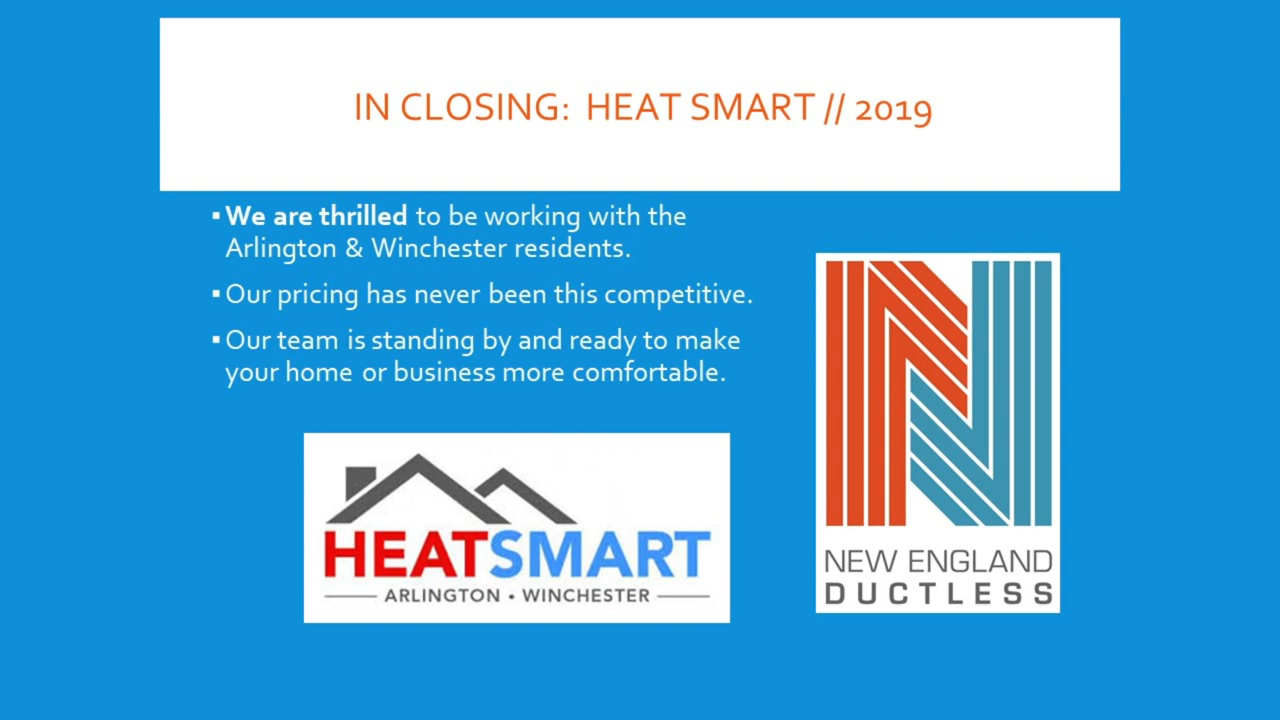 IN CLOSING: HEAT SMART // 2019
▪ We are thrilled to be working with the
Arlington & Winchester residents.
▪ Our pricing has never been this competitive.
▪ Our team is standing by and ready to make
your home or business more comfortable.
HEATSMART
ARLINGTON • WINCHESTER
NEW ENGLAND
DUCTLESS